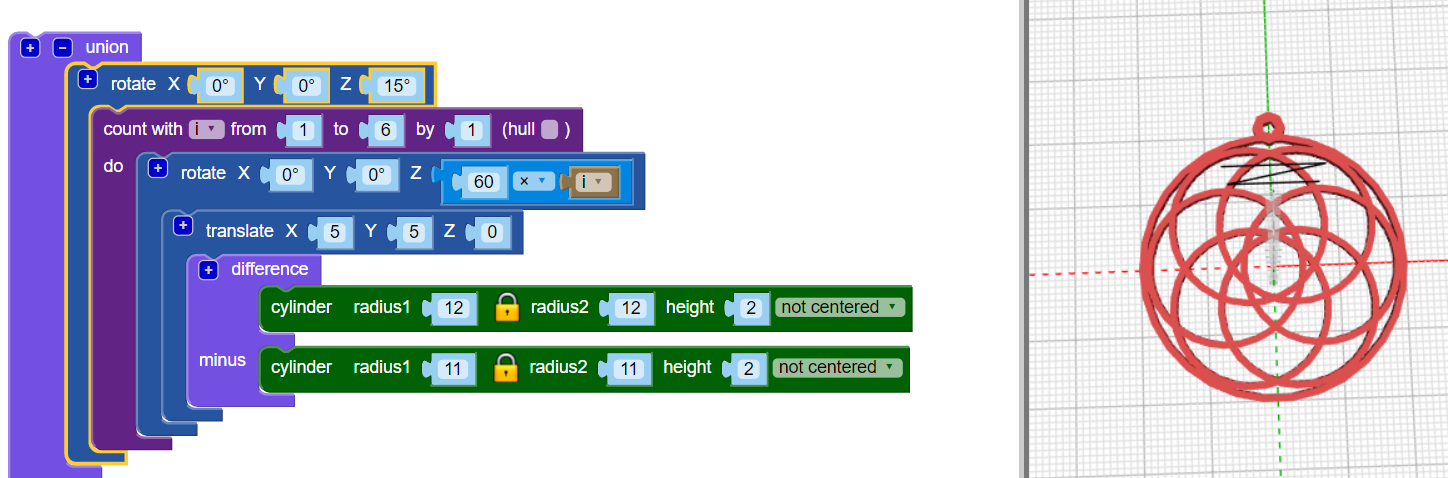 + − union
+ rotate X 0° Y 0° Z 15°
count with i from 1 to 6 by 1 (hull )
do + rotate X 0° Y 0° Z 60 × i
+ translate X 5 Y 5 Z 0
+ difference
cylinder radius1 12 radius2 12 height 2 not centered
minus cylinder radius1 11 radius2 11 height 2 not centered